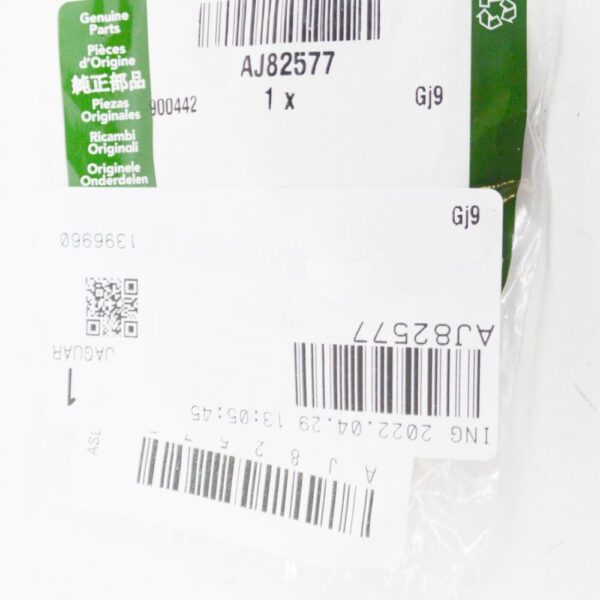 Genuine
Parts
Pièces
d'Origine
純正部品
Piezas
Originales
Ricambi
Originali
Originele
Onderdelen
AJ82577
900442
1 x
Gj9
Gj9
1396960
AJ82577
JAGUAR
1
ING 2022.04.29 13:05:45
ASL
A J 8 2 5 7